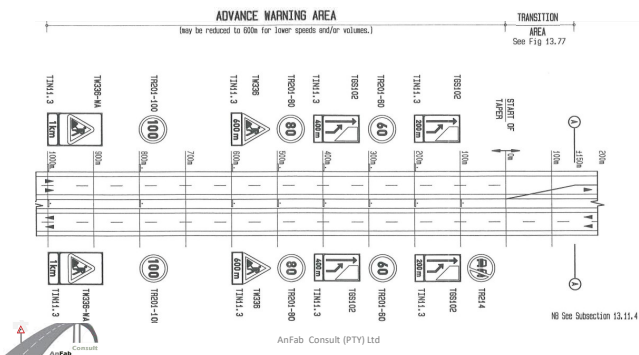 ADVANCE WARNING AREA
(may be reduced to 600m for lower speeds and/or volumes.)
TRANSITION
AREA
See Fig 13.77
TIN11.3
TW336-WA
TR201-100
TIN11.3
TW336
TR201-80
TIN11.3
TGS102
TR201-60
TIN11.3
TGS102
START OF
TAPER
1km
100
600 m
80
400 m
60
200 m
A
1000m
900m
800m
700m
600m
500m
400m
300m
200m
100m
0m
100m
±150m
200m
1km
100
600 m
80
400 m
60
200 m
A
TIN11.3
TW336-WA
TR201-101
TIN11.3
TW336
TR201-80
TIN11.3
TGS102
TR201-60
TIN11.3
TGS102
TR214
NB See Subsection 13.11.4
AnFab Consult (PTY) Ltd
Consult
AnFab